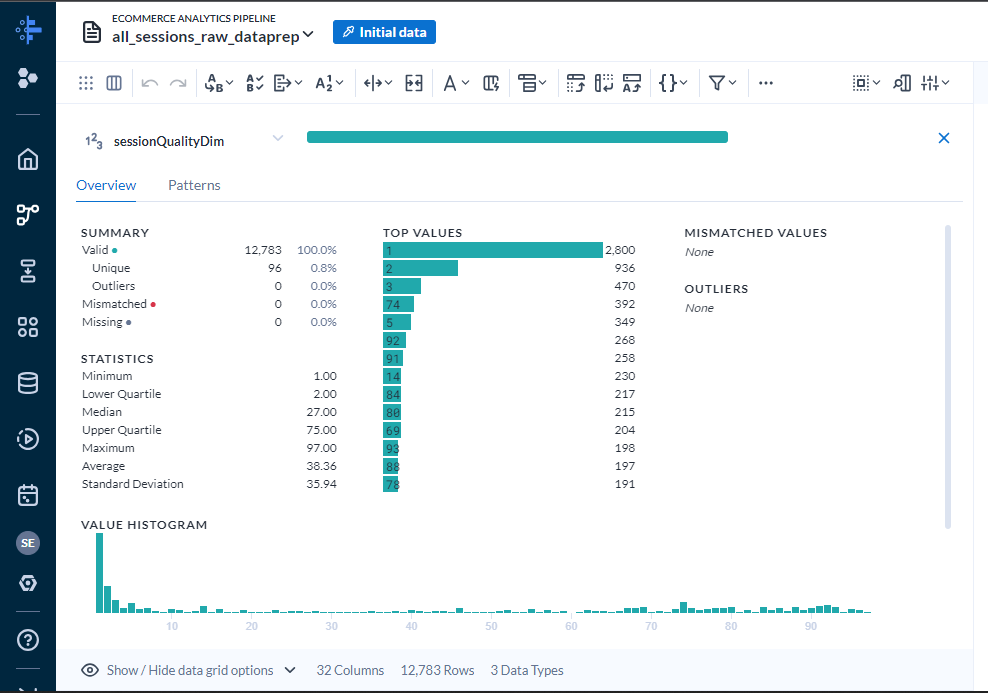 ECOMMERCE ANALYTICS PIPELINE
all_sessions_raw_dataprep
Initial data
sessionQualityDim
Overview Patterns
SUMMARY
Valid 12,783 100.0%
Unique 96 0.8%
Outliers 0 0.0%
Mismatched 0 0.0%
Missing 0 0.0%
STATISTICS
Minimum 1.00
Lower Quartile 2.00
Median 27.00
Upper Quartile 75.00
Maximum 97.00
Average 38.36
Standard Deviation 35.94
TOP VALUES
1 2,800
2 936
3 470
74 392
5 349
92 268
91 258
14 230
84 217
80 215
69 204
93 198
88 197
78 191
MISMATCHED VALUES
None
OUTLIERS
None
VALUE HISTOGRAM
10 20 30 40 50 60 70 80 90
SE
Show / Hide data grid options 32 Columns 12,783 Rows 3 Data Types